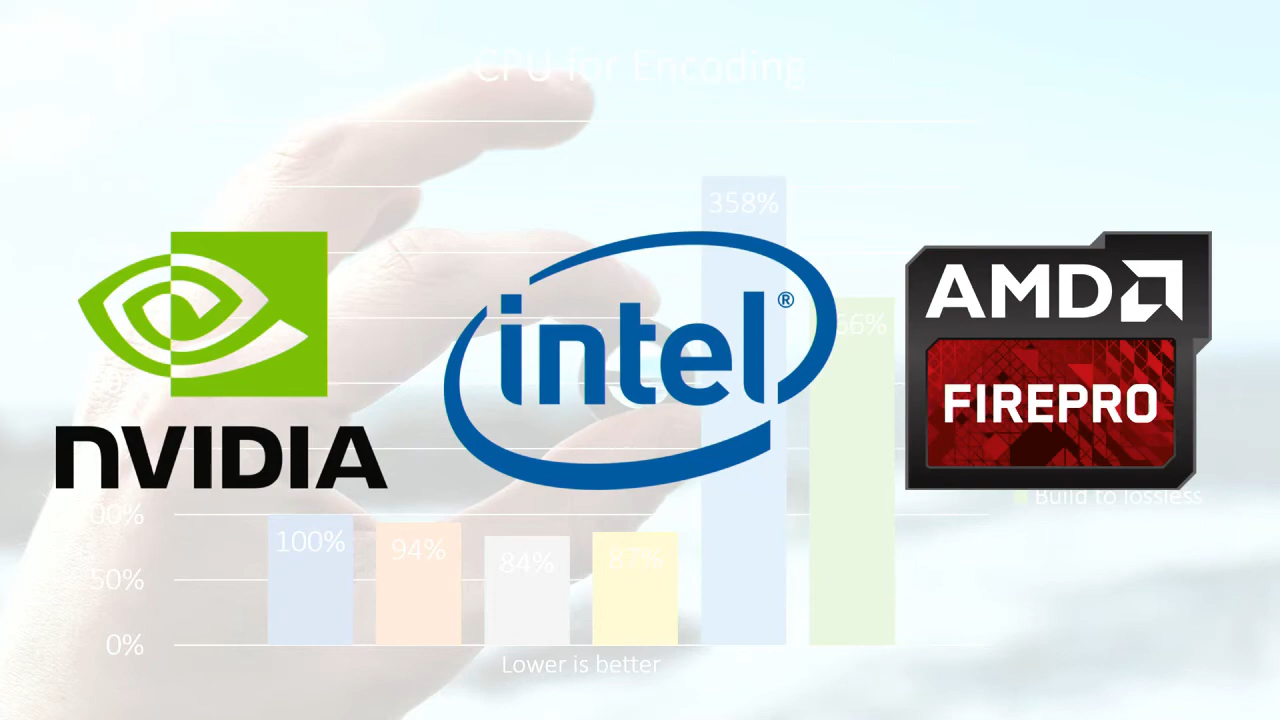 CPU for Encoding
358%
intel®
AMD
FIREPRO
NVIDIA
Build to lossless
100%
94%
84%
87%
50%
0%
Lower is better